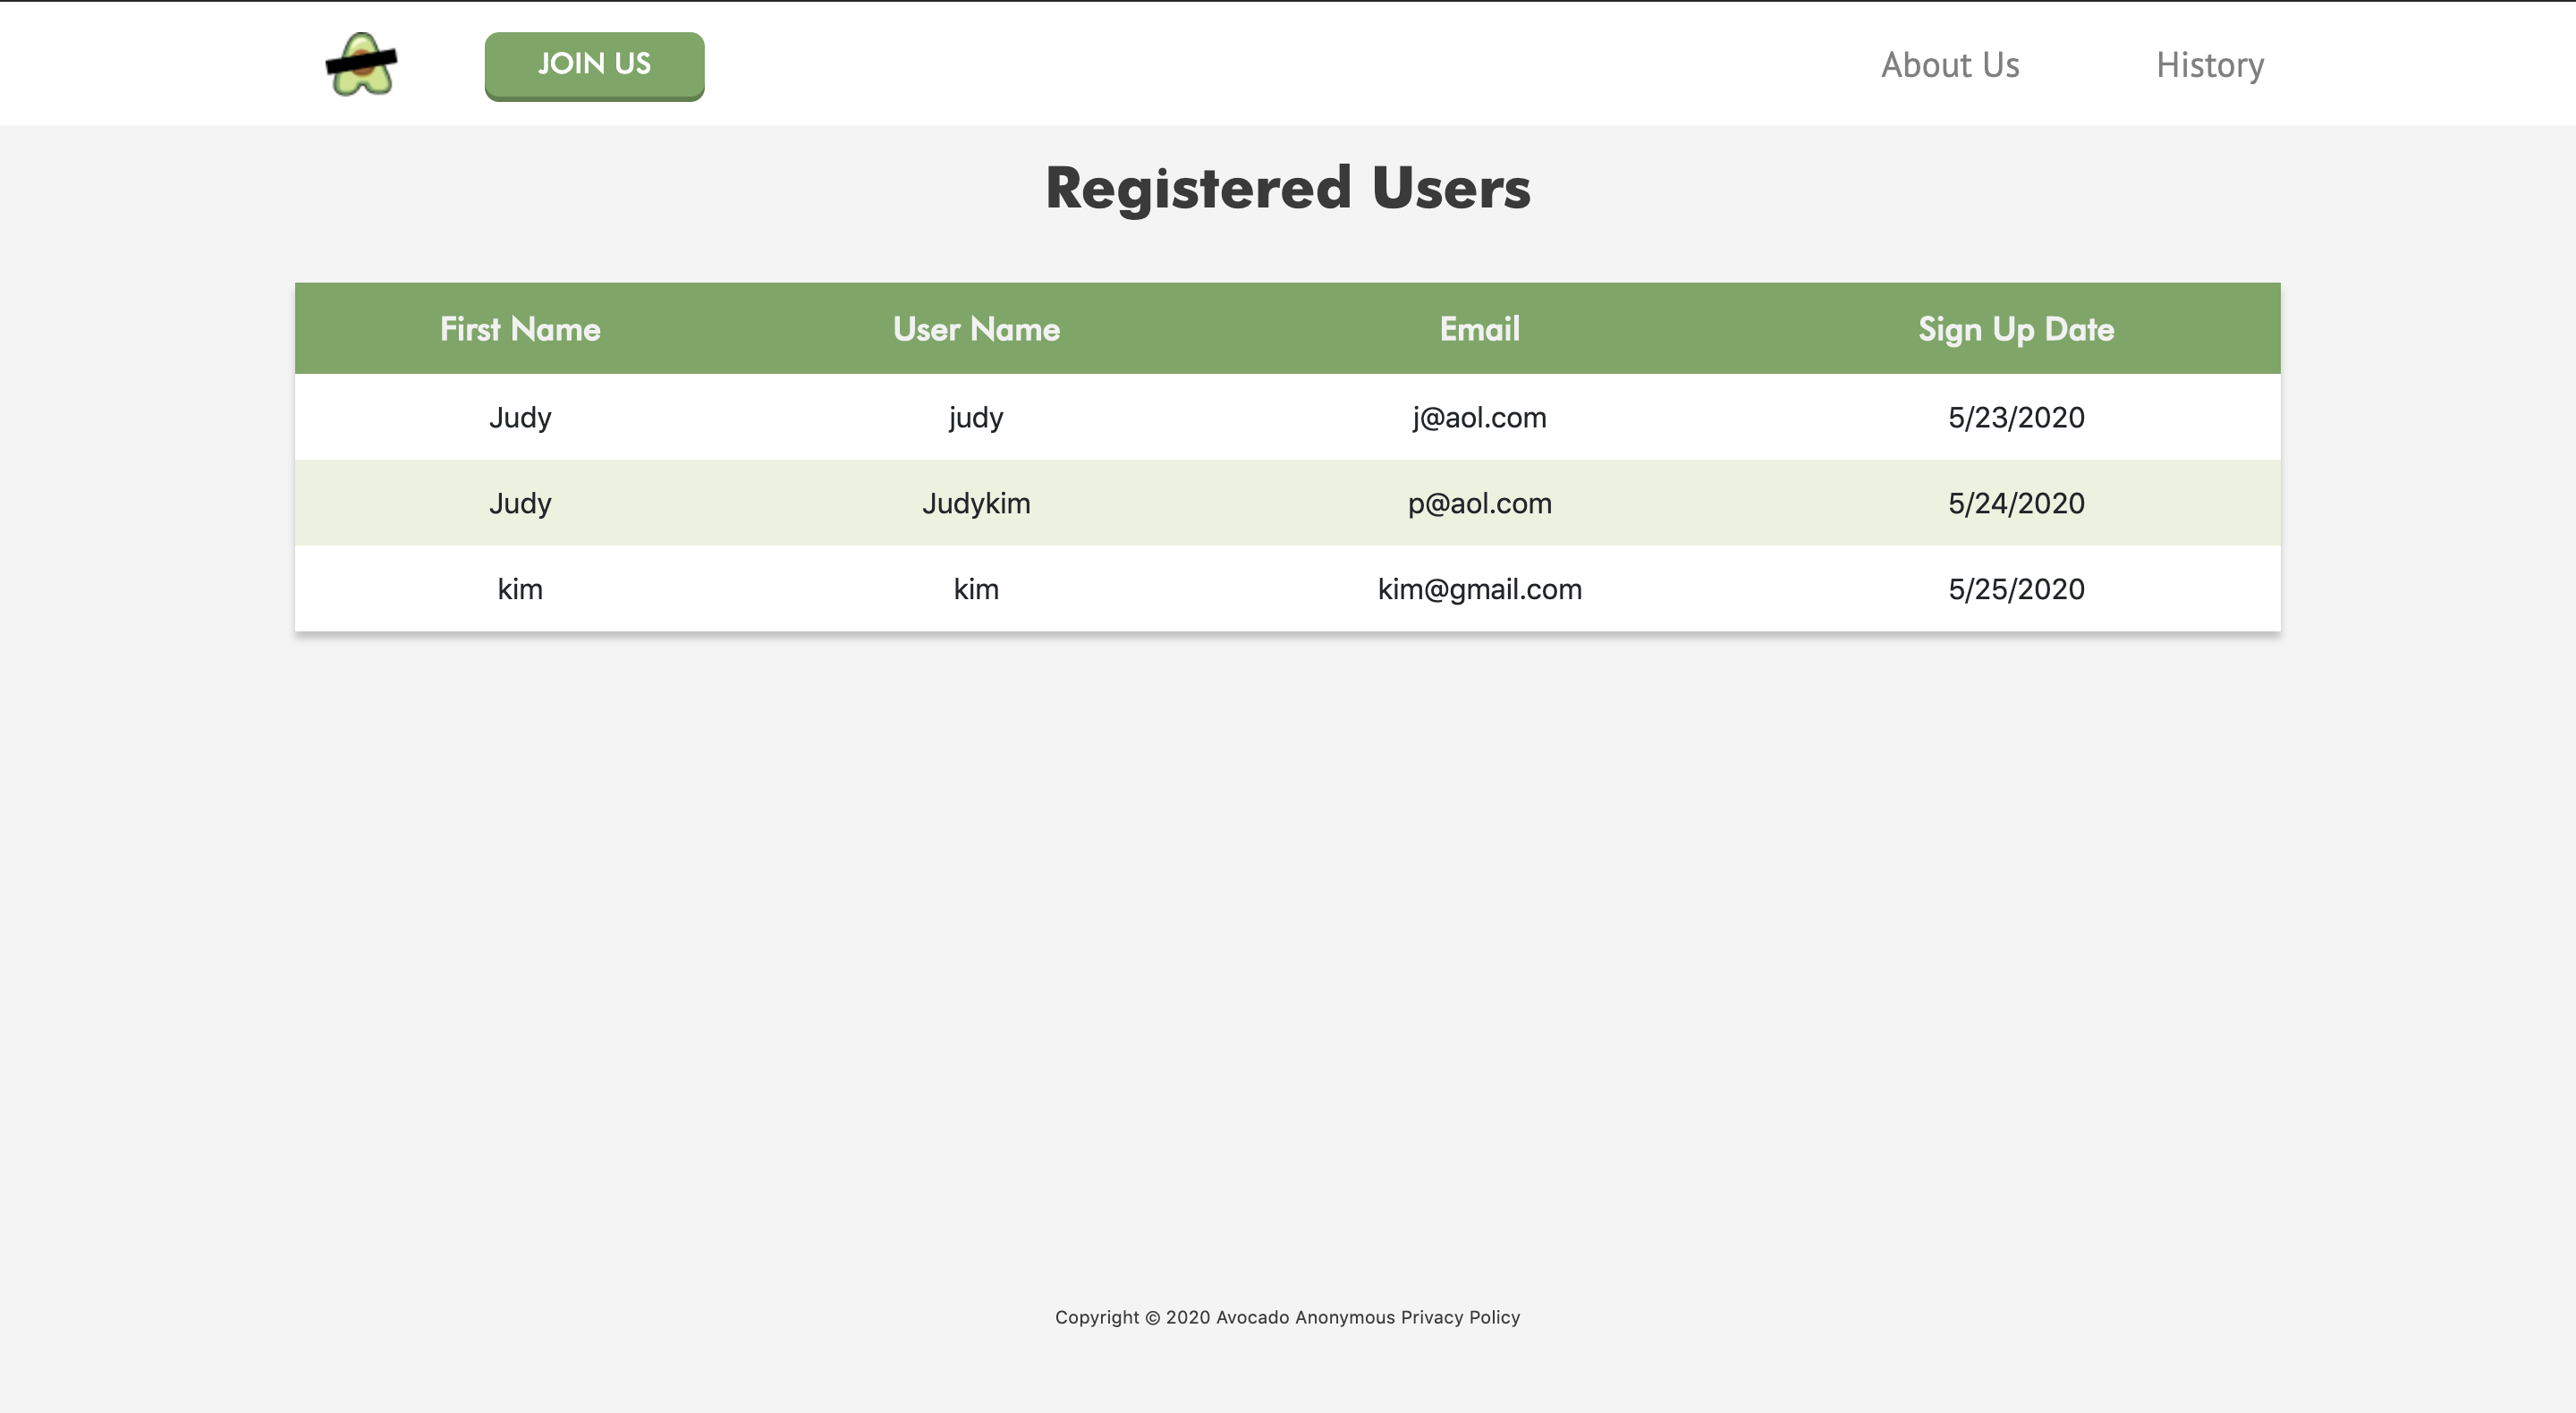 JOIN US About Us History
Registered Users
First Name User Name Email Sign Up Date
Judy judy j@aol.com 5/23/2020
Judy Judykim p@aol.com 5/24/2020
kim kim kim@gmail.com 5/25/2020
Copyright © 2020 Avocado Anonymous Privacy Policy